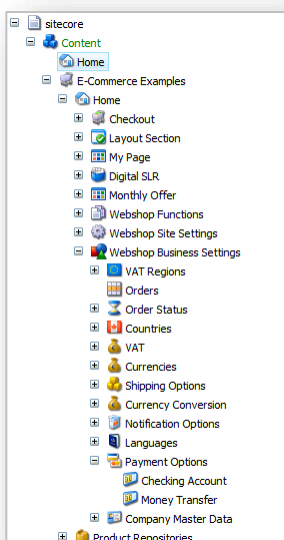 sitecore
Content
Home
E-Commerce Examples
Home
Checkout
Layout Section
My Page
Digital SLR
Monthly Offer
Webshop Functions
Webshop Site Settings
Webshop Business Settings
VAT Regions
Orders
Order Status
Countries
VAT
Currencies
Shipping Options
Currency Conversion
Notification Options
Languages
Payment Options
Checking Account
Money Transfer
Company Master Data
Product Repositories